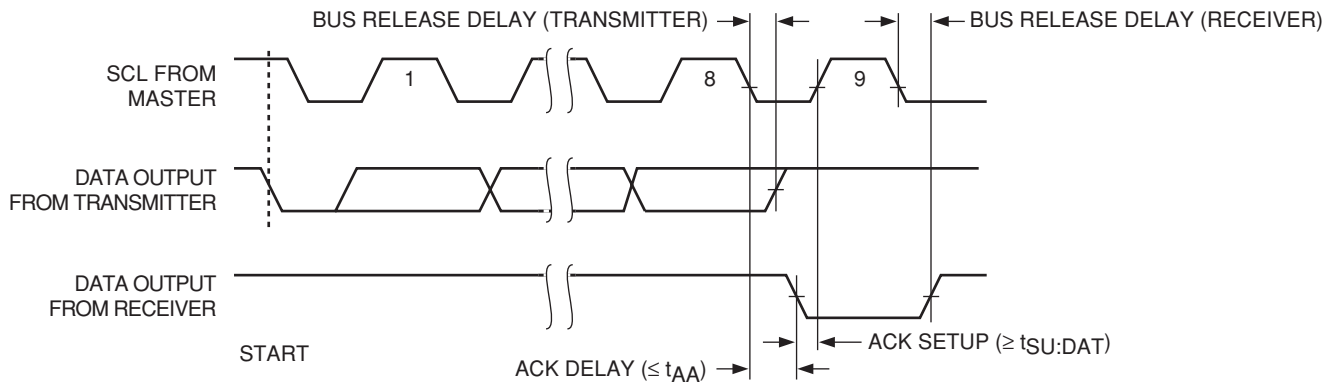 BUS RELEASE DELAY (TRANSMITTER)
BUS RELEASE DELAY (RECEIVER)
SCL FROM
MASTER
1
8
9
DATA OUTPUT
FROM TRANSMITTER
DATA OUTPUT
FROM RECEIVER
START
ACK SETUP (≥ tSU:DAT)
ACK DELAY (≤ tAA)